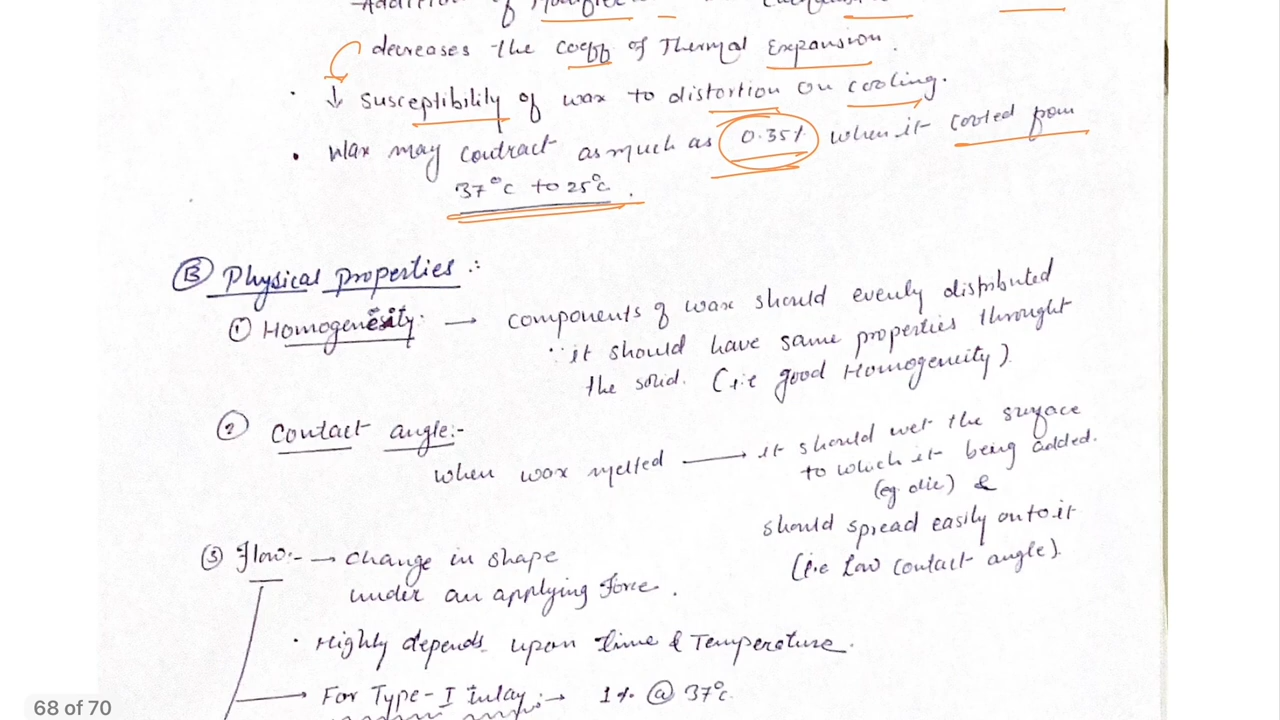 decreases the coeff of Thermal Expansion.
• ↓ susceptibility of wax to distortion on cooling.
• Wax may contract as much as 0.35% when it cooled from
37°c to 25°c.
Ⓑ Physical properties :-
① Homogenesity: → components of wax should evenly distributed
∵ it should have same properties throught
the solid. (i.e good Homogeneity).
② Contact angle:-
when wax melted → it should wet the surface
to which it being added.
(eg die) &
should spread easily onto it
(i.e Low contact angle).
③ Flow:- → change in shape
under an applying force.
• Highly depends upon time & Temperature.
→ For Type-I Inlay :→ 1% @ 37°c.
68 of 70